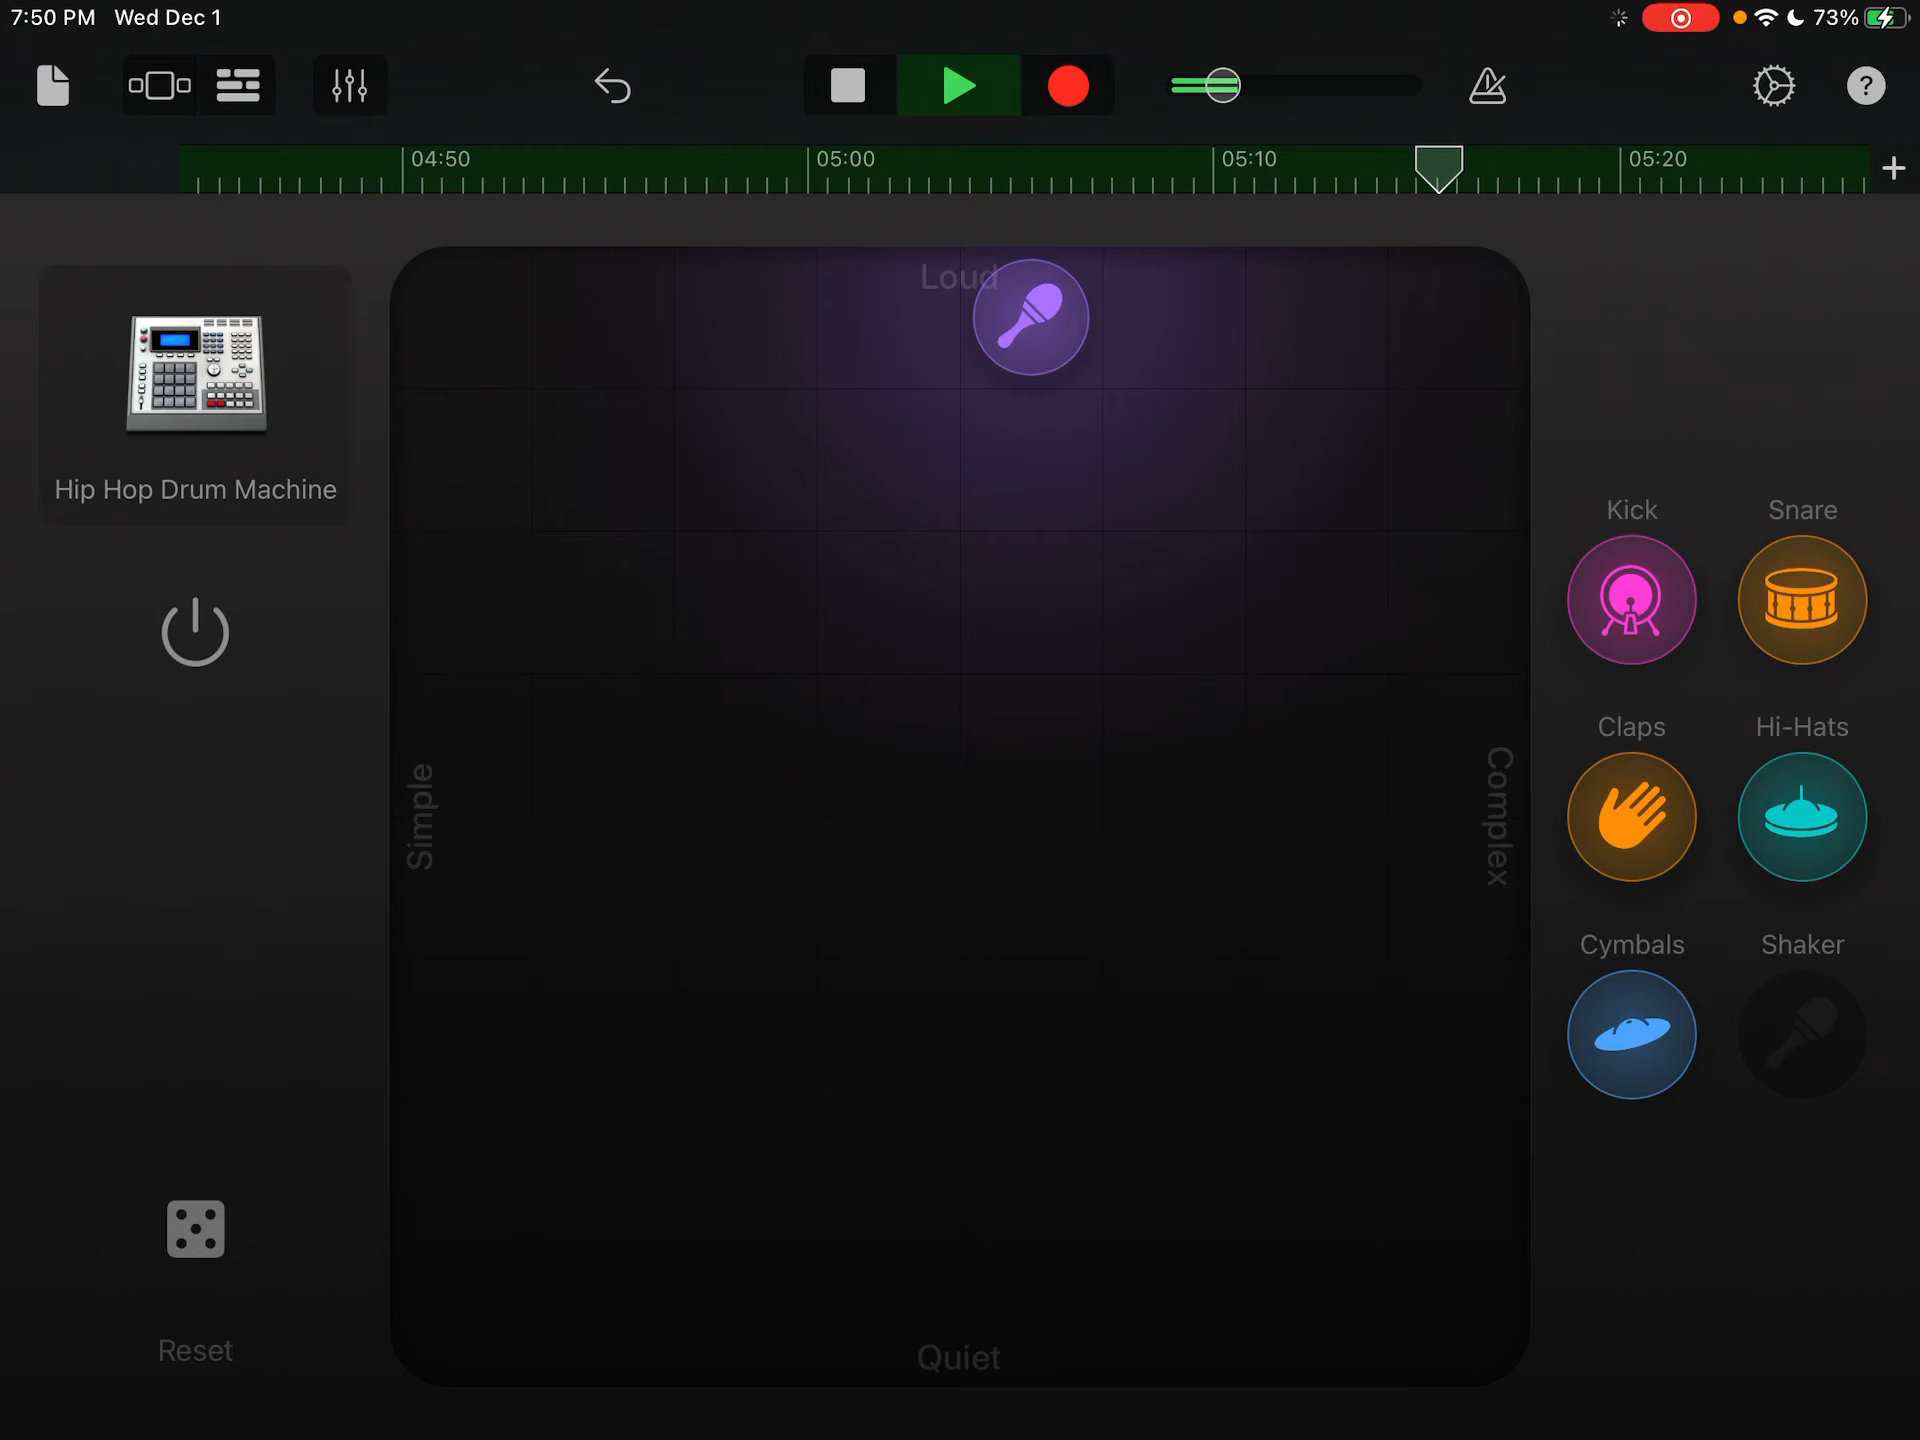 7:50 PM Wed Dec 1
73%
?
04:50 05:00 05:10 05:20
Loud
Hip Hop Drum Machine
Kick Snare
Simple
Complex
Claps Hi-Hats
Cymbals Shaker
Reset
Quiet